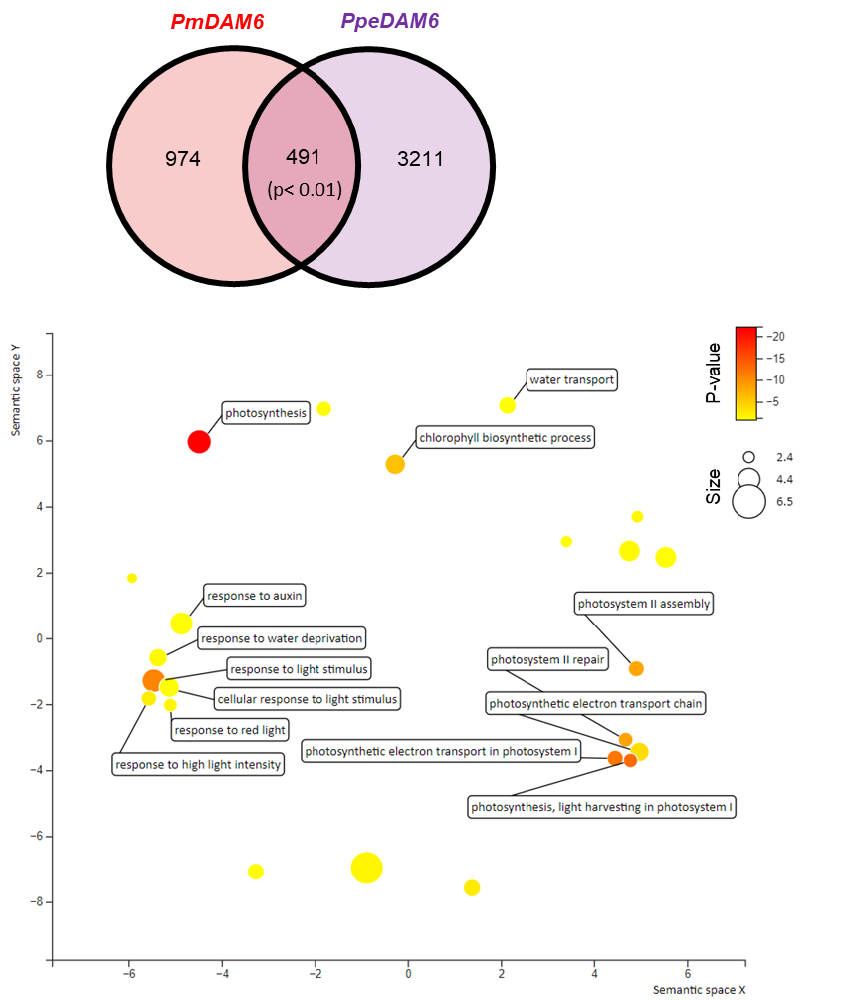 PmDAM6 PpeDAM6
974 491 3211
(p< 0.01)
Semantic space Y
8
6
4
2
0
−2
−4
−6
−8
−6 −4 −2 0 2 4 6
Semantic space X
water transport
photosynthesis
chlorophyll biosynthetic process
response to auxin
photosystem II assembly
response to water deprivation
photosystem II repair
response to light stimulus
cellular response to light stimulus
photosynthetic electron transport chain
response to red light
photosynthetic electron transport in photosystem I
response to high light intensity
photosynthesis, light harvesting in photosystem I
P-value
−20
−15
−10
−5
Size
2.4
4.4
6.5